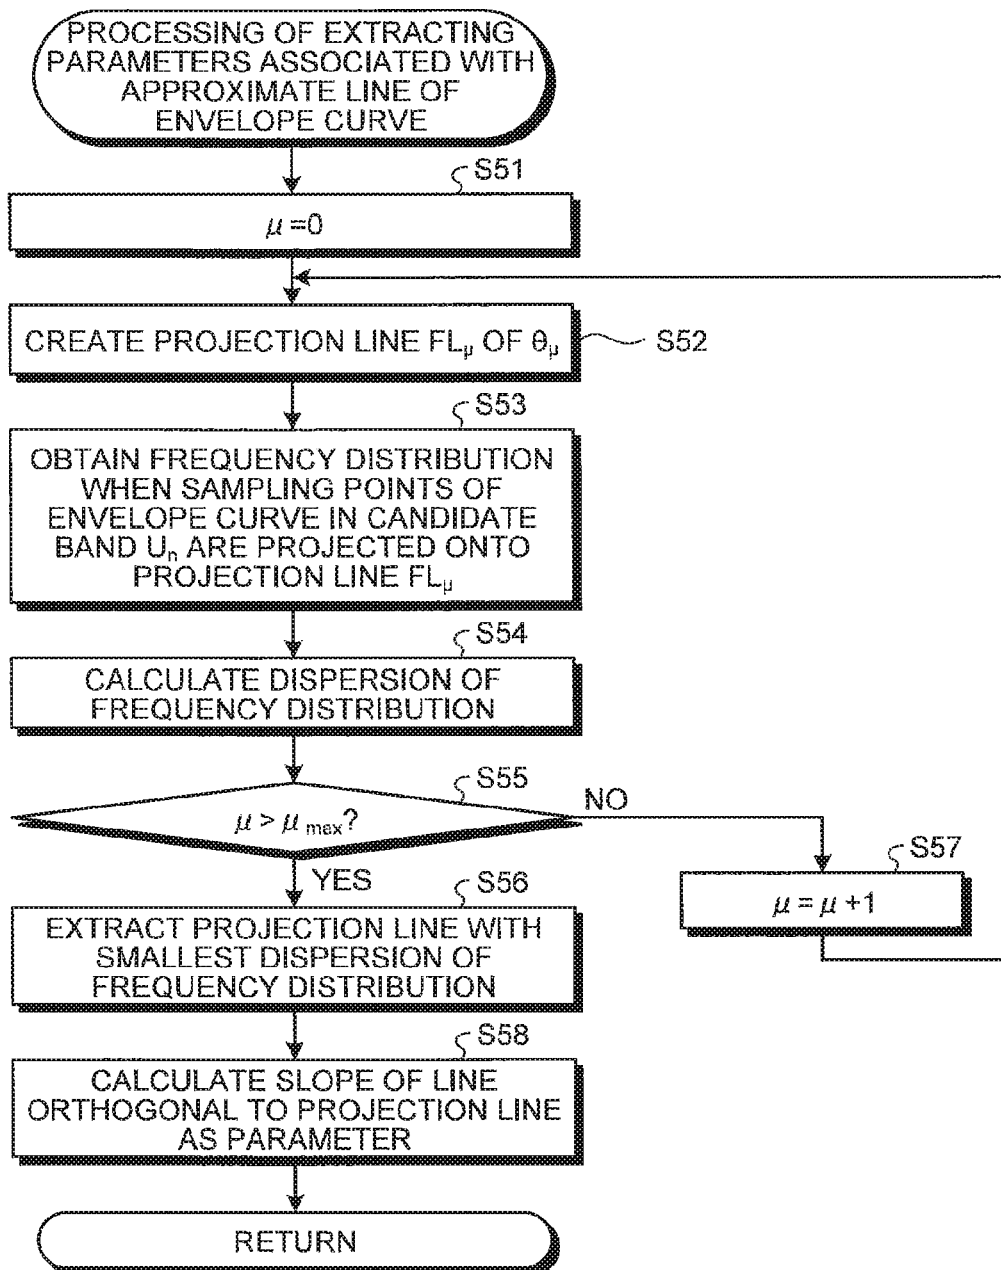 PROCESSING OF EXTRACTING
PARAMETERS ASSOCIATED WITH
APPROXIMATE LINE OF
ENVELOPE CURVE
S51
μ=0
CREATE PROJECTION LINE FLμ OF θμ
S52
S53
OBTAIN FREQUENCY DISTRIBUTION
WHEN SAMPLING POINTS OF
ENVELOPE CURVE IN CANDIDATE
BAND Un ARE PROJECTED ONTO
PROJECTION LINE FLμ
S54
CALCULATE DISPERSION OF
FREQUENCY DISTRIBUTION
S55
μ > μmax?
NO
YES
S57
μ = μ +1
S56
EXTRACT PROJECTION LINE WITH
SMALLEST DISPERSION OF
FREQUENCY DISTRIBUTION
S58
CALCULATE SLOPE OF LINE
ORTHOGONAL TO PROJECTION LINE
AS PARAMETER
RETURN